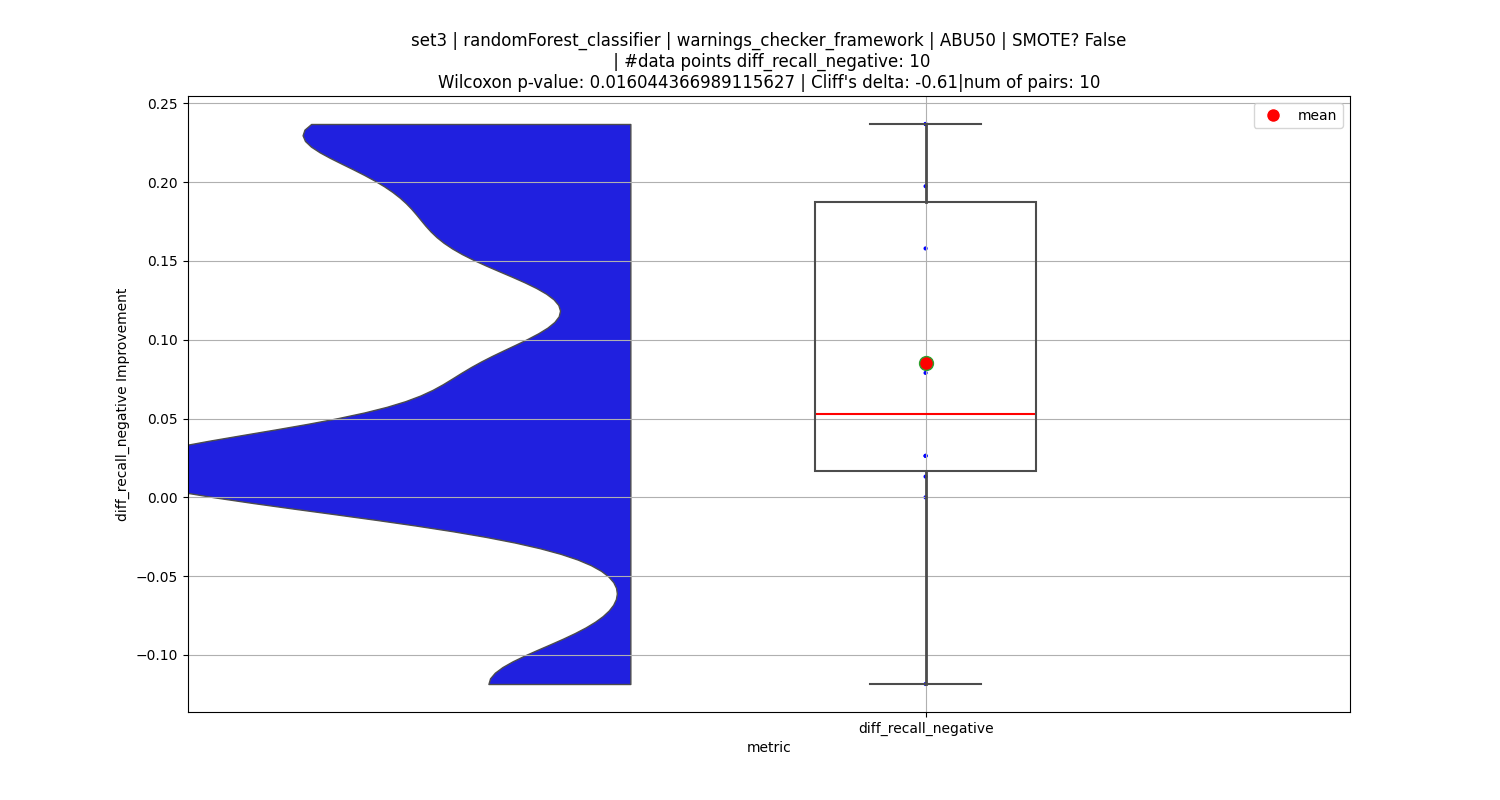 set3 | randomForest_classifier | warnings_checker_framework | ABU50 | SMOTE? False
| #data points diff_recall_negative: 10
Wilcoxon p-value: 0.016044366989115627 | Cliff's delta: -0.61|num of pairs: 10
mean
0.25
0.20
0.15
0.10
0.05
0.00
−0.05
−0.10
diff_recall_negative Improvement
diff_recall_negative
metric